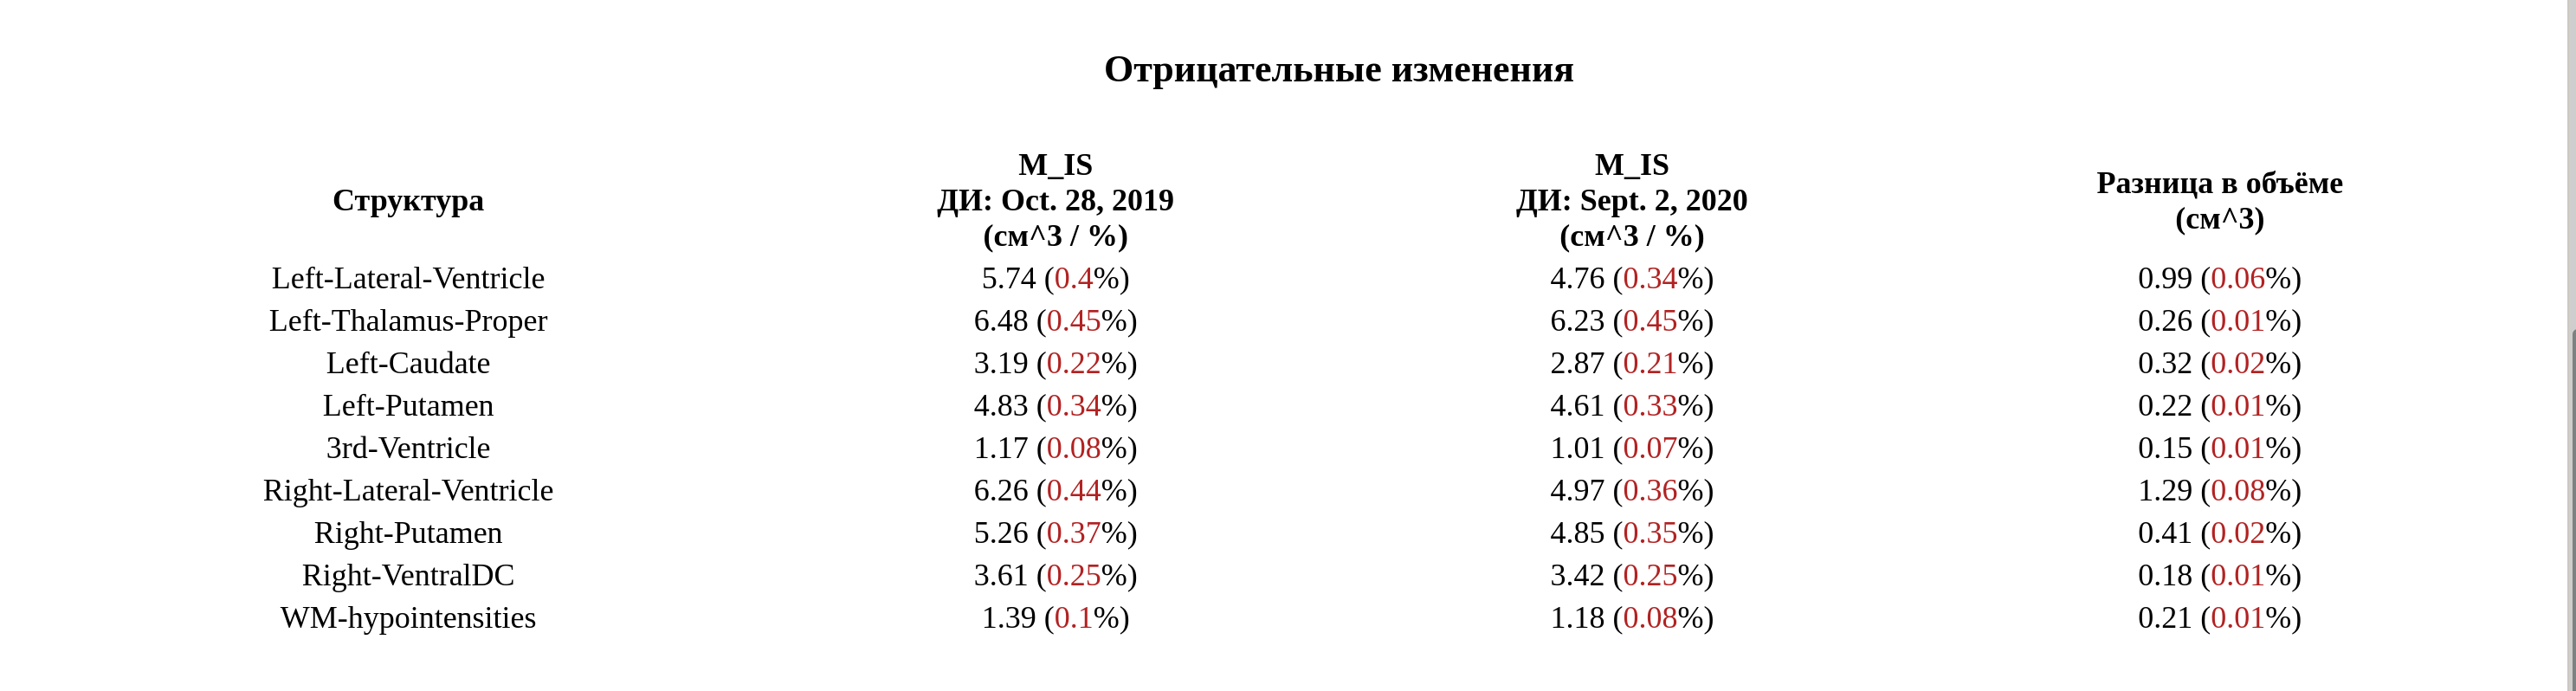 Отрицательные изменения
Структура M_IS ДИ: Oct. 28, 2019 (см^3 / %) M_IS ДИ: Sept. 2, 2020 (см^3 / %) Разница в объёме (см^3)
Left-Lateral-Ventricle 5.74 (0.4%) 4.76 (0.34%) 0.99 (0.06%)
Left-Thalamus-Proper 6.48 (0.45%) 6.23 (0.45%) 0.26 (0.01%)
Left-Caudate 3.19 (0.22%) 2.87 (0.21%) 0.32 (0.02%)
Left-Putamen 4.83 (0.34%) 4.61 (0.33%) 0.22 (0.01%)
3rd-Ventricle 1.17 (0.08%) 1.01 (0.07%) 0.15 (0.01%)
Right-Lateral-Ventricle 6.26 (0.44%) 4.97 (0.36%) 1.29 (0.08%)
Right-Putamen 5.26 (0.37%) 4.85 (0.35%) 0.41 (0.02%)
Right-VentralDC 3.61 (0.25%) 3.42 (0.25%) 0.18 (0.01%)
WM-hypointensities 1.39 (0.1%) 1.18 (0.08%) 0.21 (0.01%)